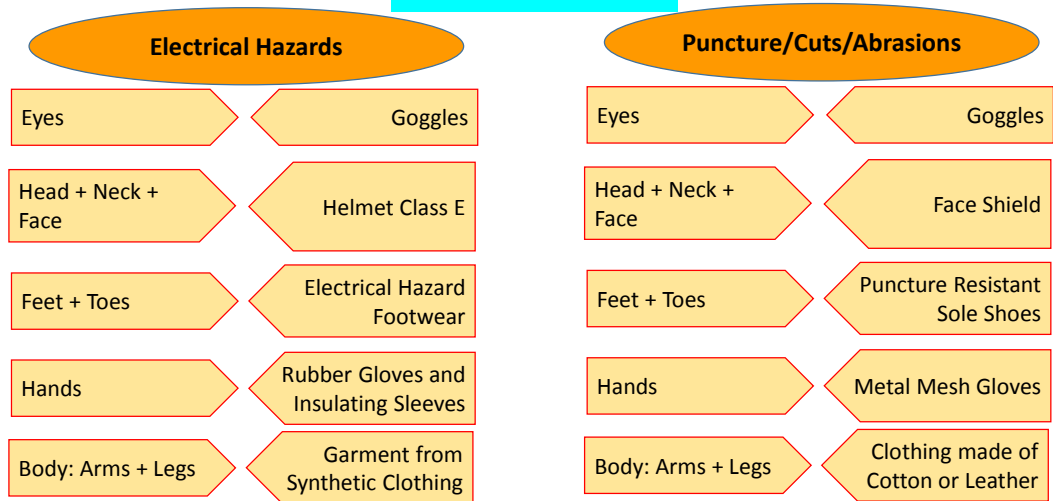 Electrical Hazards
Eyes
Goggles
Head + Neck +
Face
Helmet Class E
Feet + Toes
Electrical Hazard
Footwear
Hands
Rubber Gloves and
Insulating Sleeves
Body: Arms + Legs
Garment from
Synthetic Clothing
Puncture/Cuts/Abrasions
Eyes
Goggles
Head + Neck +
Face
Face Shield
Feet + Toes
Puncture Resistant
Sole Shoes
Hands
Metal Mesh Gloves
Body: Arms + Legs
Clothing made of
Cotton or Leather